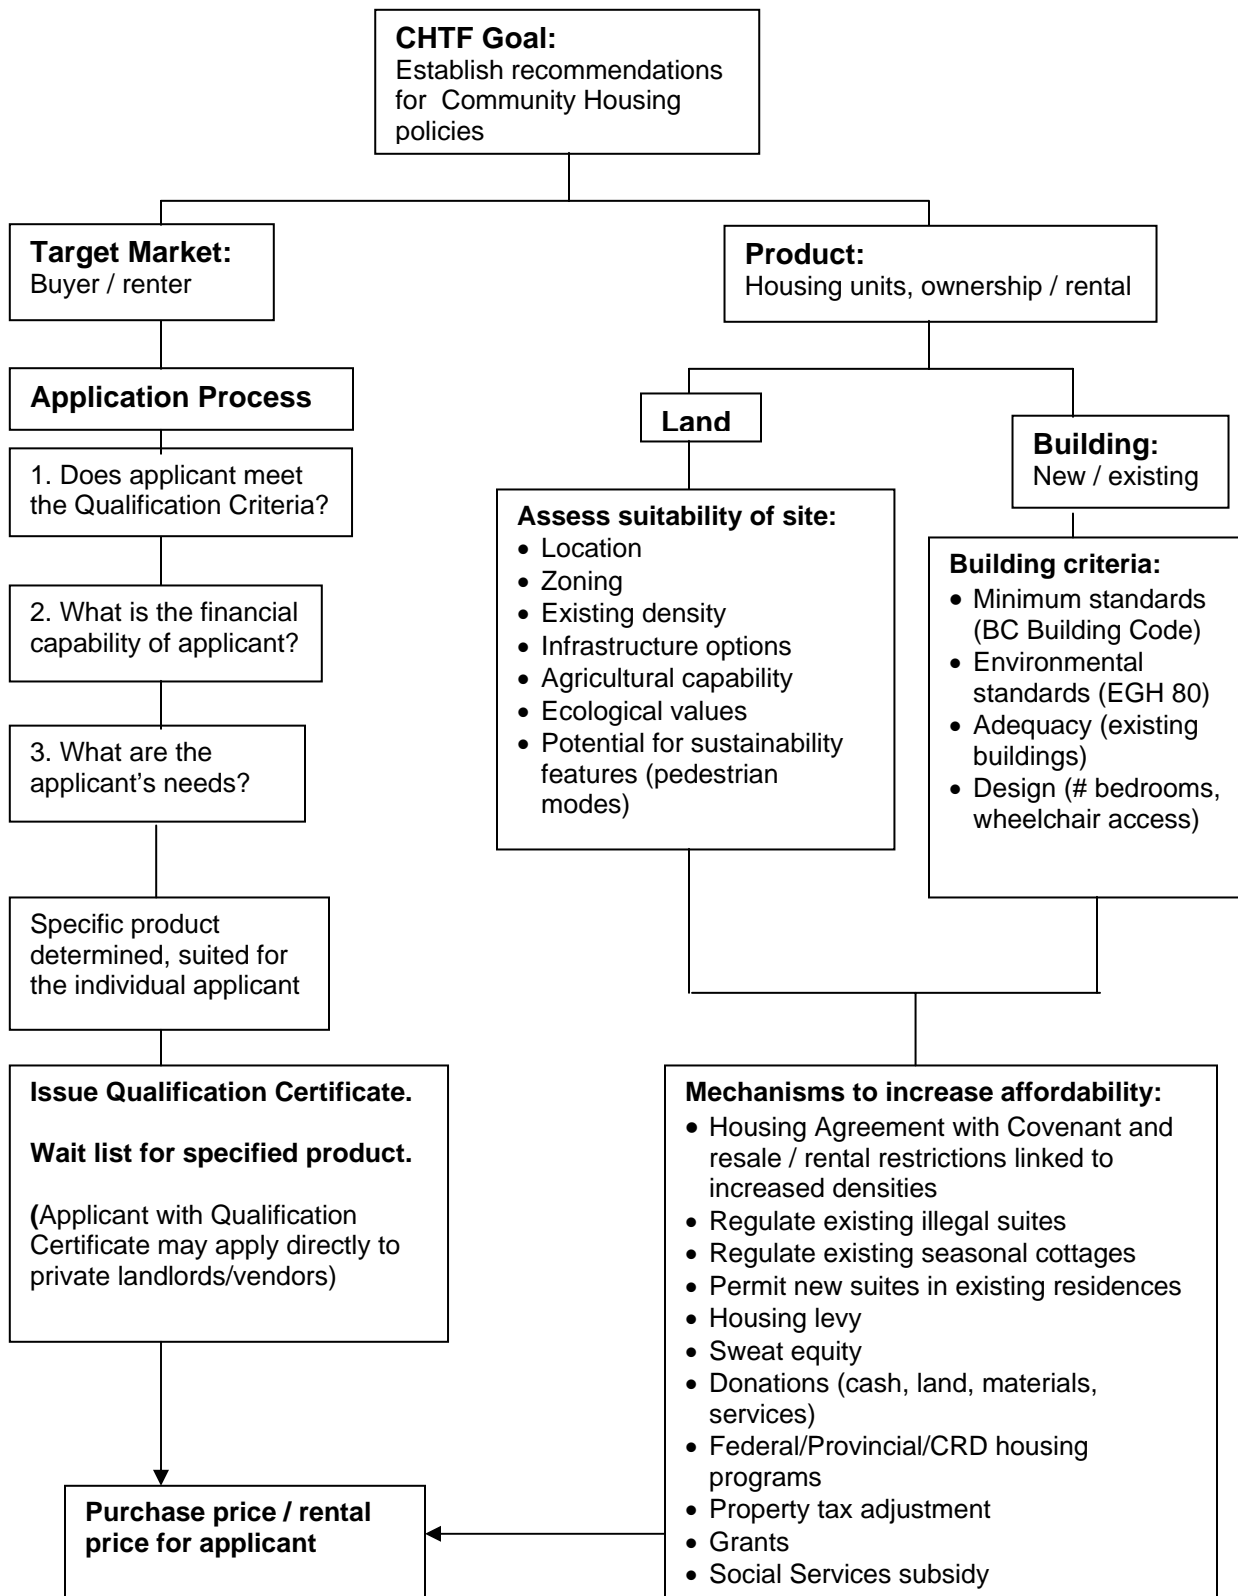 CHTF Goal:
Establish recommendations
for  Community Housing
policies
Target Market:
Buyer / renter
Product:
Housing units, ownership / rental
Application Process
1. Does applicant meet
the Qualification Criteria?
2. What is the financial
capability of applicant?
3. What are the
applicant’s needs?
Specific product
determined, suited for
the individual applicant
Issue Qualification Certificate.
Wait list for specified product.
(Applicant with Qualification
Certificate may apply directly to
private landlords/vendors)
Land
Assess suitability of site:
• Location
• Zoning
• Existing density
• Infrastructure options
• Agricultural capability
• Ecological values
• Potential for sustainability
features (pedestrian
modes)
Building:
New / existing
Building criteria:
• Minimum standards
(BC Building Code)
• Environmental
standards (EGH 80)
• Adequacy (existing
buildings)
• Design (# bedrooms,
wheelchair access)
Mechanisms to increase affordability:
• Housing Agreement with Covenant and
resale / rental restrictions linked to
increased densities
• Regulate existing illegal suites
• Regulate existing seasonal cottages
• Permit new suites in existing residences
• Housing levy
• Sweat equity
• Donations (cash, land, materials,
services)
• Federal/Provincial/CRD housing
programs
• Property tax adjustment
• Grants
• Social Services subsidy
Purchase price / rental
price for applicant